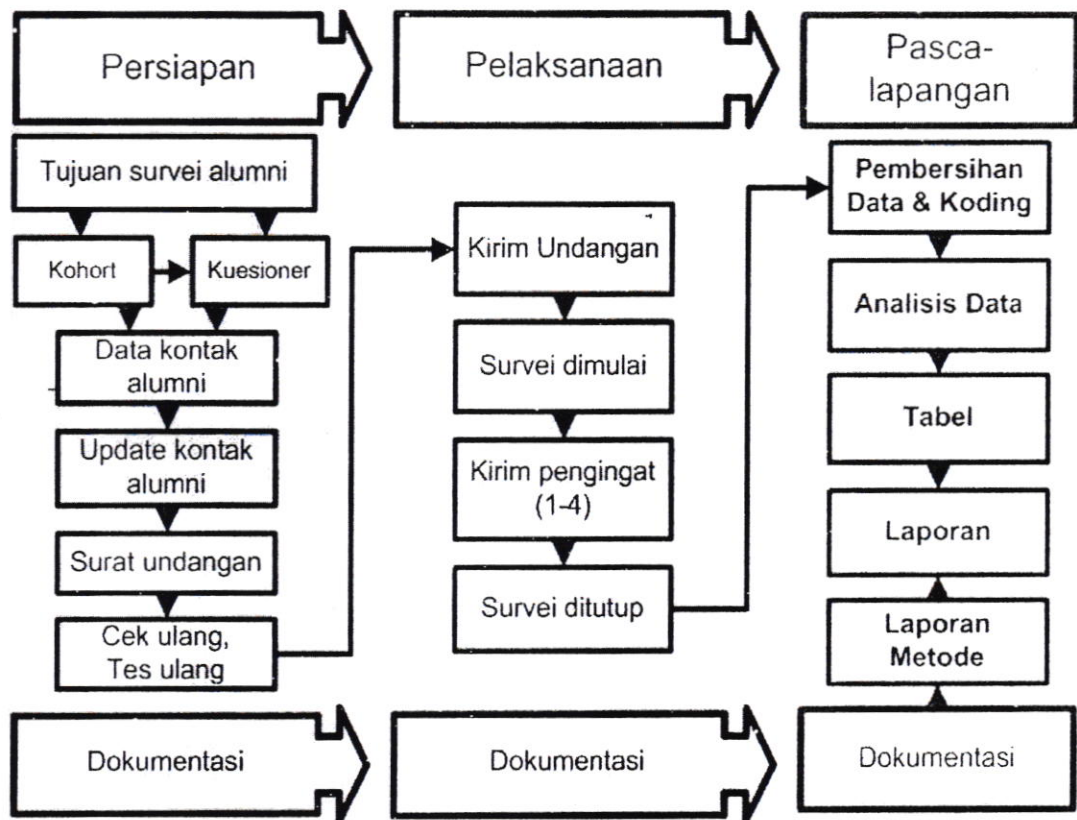 Persiapan
Pelaksanaan
Pasca-
lapangan
Tujuan survei alumni
Kohort
Kuesioner
Data kontak
alumni
Update kontak
alumni
Surat undangan
Cek ulang,
Tes ulang
Kirim Undangan
Survei dimulai
Kirim pengingat
(1-4)
Survei ditutup
Pembersihan
Data & Koding
Analisis Data
Tabel
Laporan
Laporan
Metode
Dokumentasi
Dokumentasi
Dokumentasi